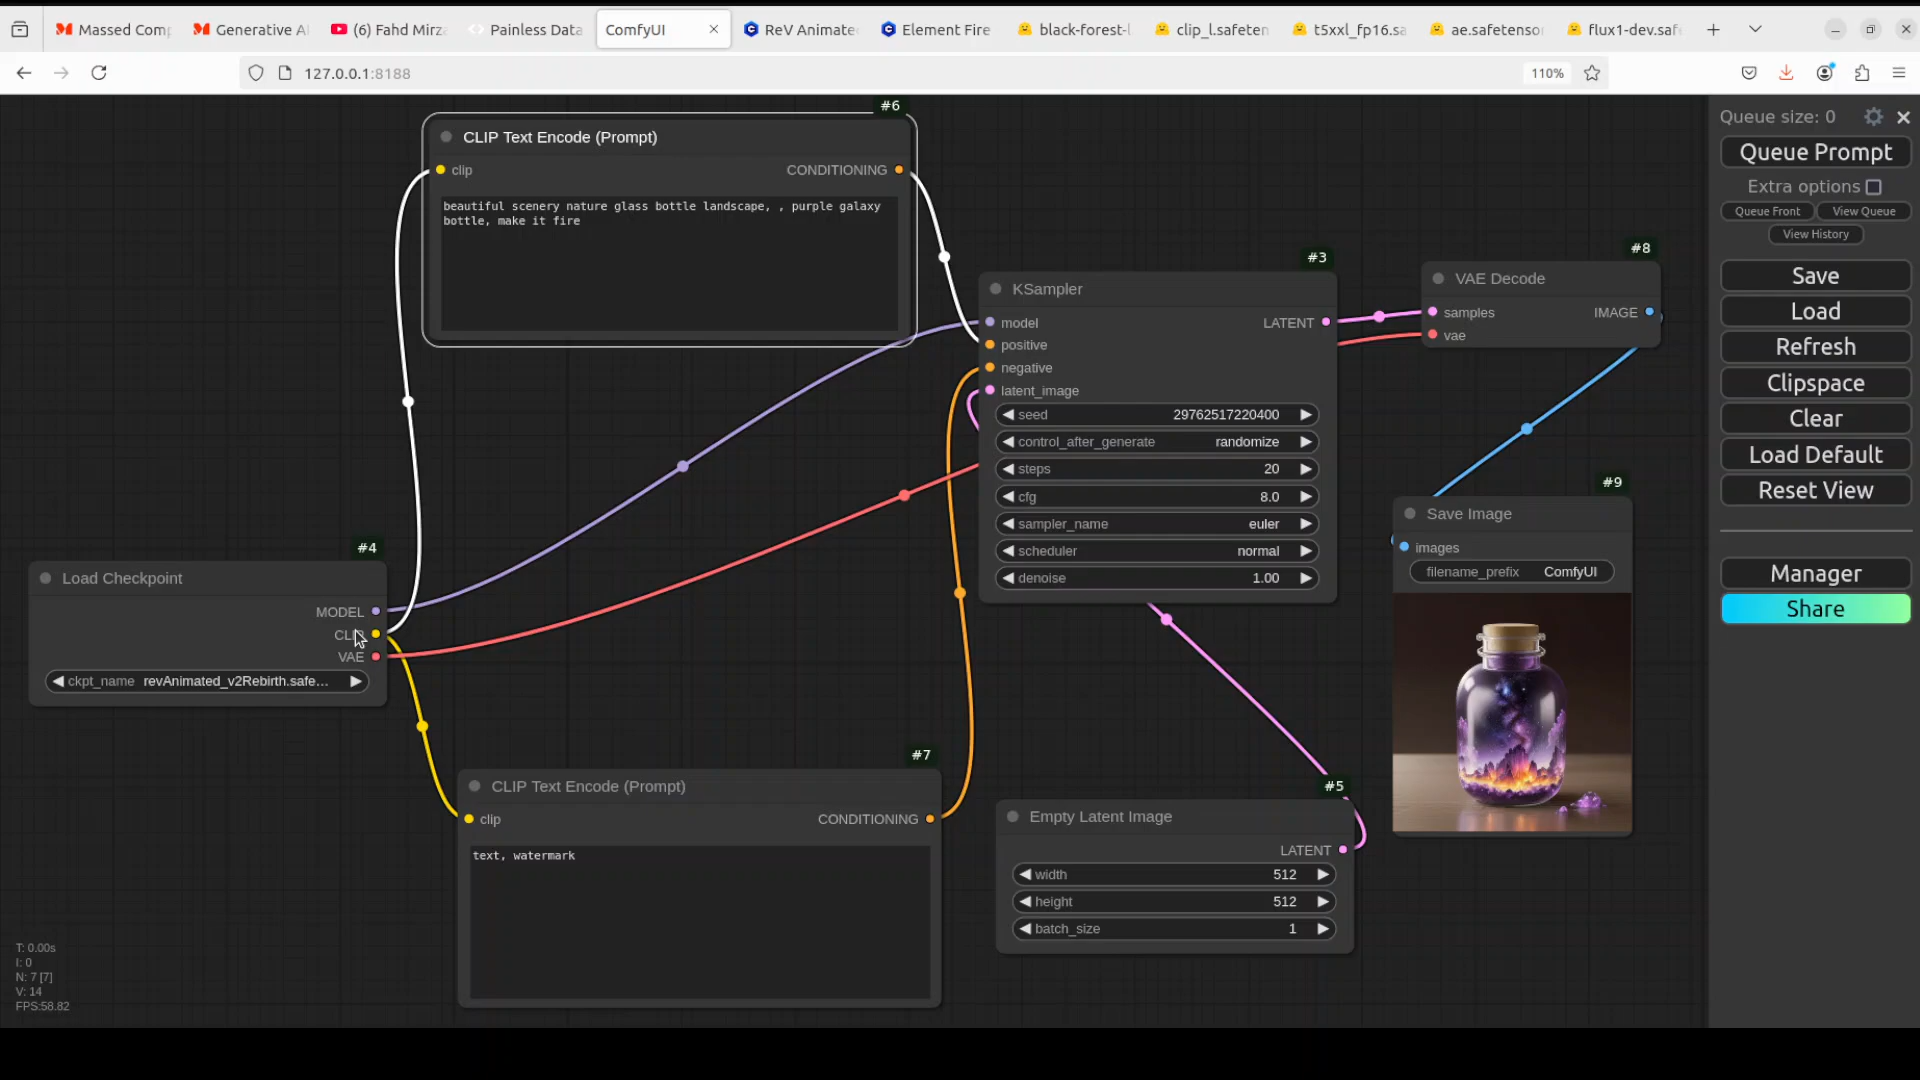 Massed Comp
Generative AI
(6) Fahd Mirza
Painless Data
ComfyUI
ReV Animate
Element Fire
black-forest-l
clip_l.safeten
t5xxl_fp16.sa
ae.safetenso
flux1-dev.saf
127.0.0.1:8188
110%
#6
CLIP Text Encode (Prompt)
clip
CONDITIONING
beautiful scenery nature glass bottle landscape, , purple galaxy
bottle, make it fire
#3
KSampler
model
LATENT
positive
negative
latent_image
seed 29762517220400
control_after_generate randomize
steps 20
cfg 8.0
sampler_name euler
scheduler normal
denoise 1.00
#8
VAE Decode
samples
IMAGE
vae
#9
Save Image
images
filename_prefix ComfyUI
#4
Load Checkpoint
MODEL
CLIP
VAE
ckpt_name revAnimated_v2Rebirth.safe...
#7
CLIP Text Encode (Prompt)
clip
CONDITIONING
text, watermark
#5
Empty Latent Image
LATENT
width 512
height 512
batch_size 1
T: 0.00s
I: 0
N: 7 [7]
V: 14
FPS:58.82
Queue size: 0
Queue Prompt
Extra options
Queue Front
View Queue
View History
Save
Load
Refresh
Clipspace
Clear
Load Default
Reset View
Manager
Share